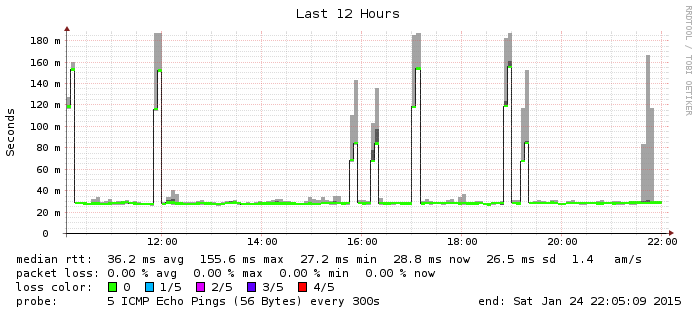 Last 12 Hours
RRDTOOL / TOBI OETIKER
Seconds
180 m
160 m
140 m
120 m
100 m
80 m
60 m
40 m
20 m
0
12:00 14:00 16:00 18:00 20:00 22:00
median rtt: 36.2 ms avg 155.6 ms max 27.2 ms min 28.8 ms now 26.5 ms sd 1.4 am/s
packet loss: 0.00 % avg 0.00 % max 0.00 % min 0.00 % now
loss color: 0 1/5 2/5 3/5 4/5
probe: 5 ICMP Echo Pings (56 Bytes) every 300s end: Sat Jan 24 22:05:09 2015